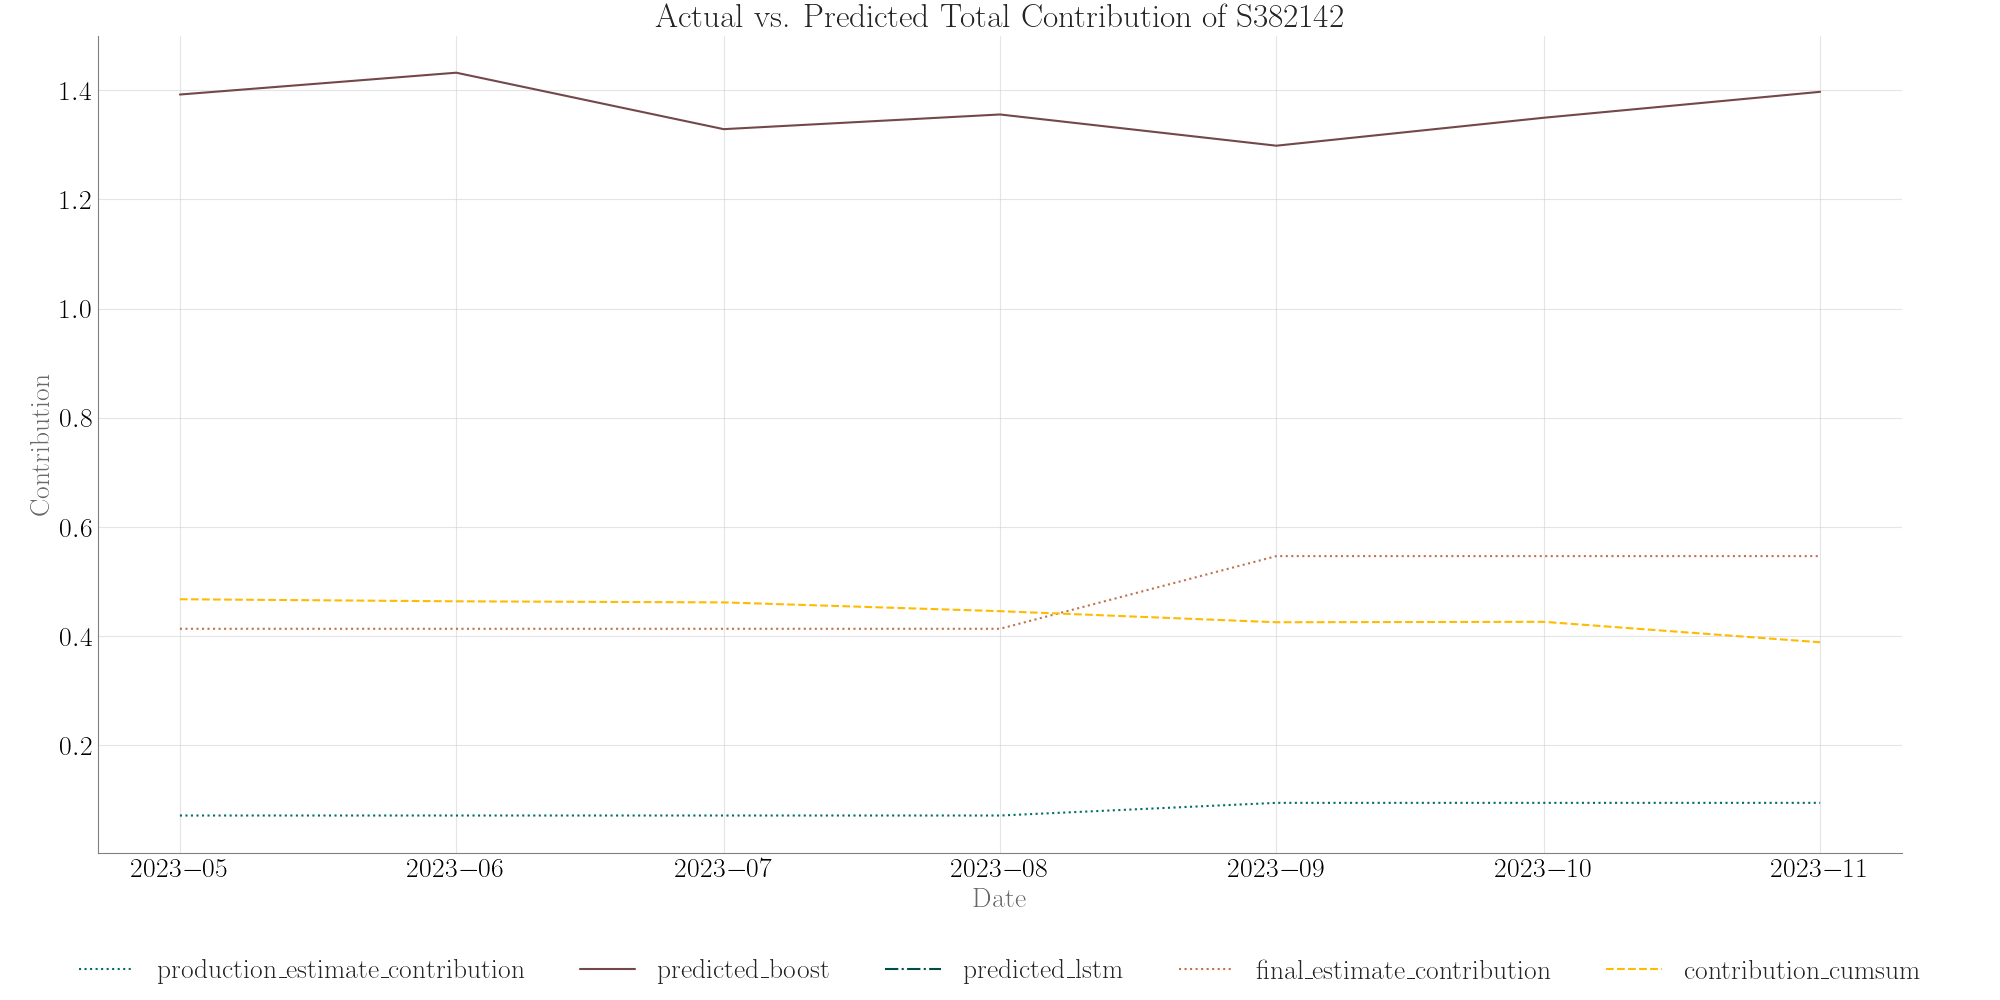 Actual vs. Predicted Total Contribution of S382142
1.4
1.2
1.0
0.8
0.6
0.4
0.2
Contribution
2023–05 2023–06 2023–07 2023–08 2023–09 2023–10 2023–11
Date
production_estimate_contribution predicted_boost predicted_lstm final_estimate_contribution contribution_cumsum